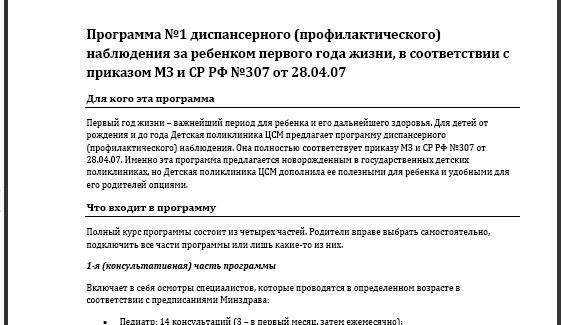 Программа №1 диспансерного (профилактического)
наблюдения за ребенком первого года жизни, в соответствии с
приказом МЗ и СР РФ №307 от 28.04.07
Для кого эта программа
Первый год жизни – важнейший период для ребенка и его дальнейшего здоровья. Для детей от
рождения и до года Детская поликлиника ЦСМ предлагает программу диспансерного
(профилактического) наблюдения. Она полностью соответствует приказу МЗ и СР РФ №307 от
28.04.07. Именно эта программа предлагается новорожденным в государственных детских
поликлиниках, но Детская поликлиника ЦСМ дополнила ее полезными для ребенка и удобными для
его родителей опциями.
Что входит в программу
Полный курс программы состоит из четырех частей. Родители вправе выбрать самостоятельно,
подключить все части программы или лишь какие-то из них.
1-я (консультативная) часть программы
Включает в себя осмотры специалистов, которые проводятся в определенном возрасте в
соответствии с предписаниями Минздрава:
• Педиатр: 14 консультаций (3 – в первый месяц, затем ежемесячно);